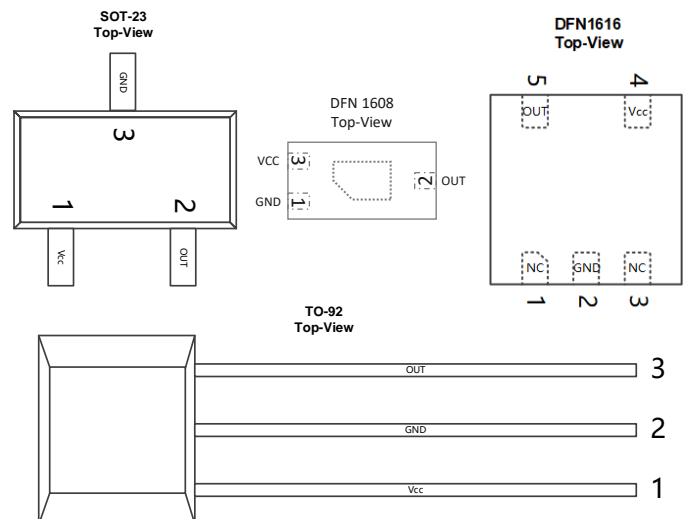 SOT-23
Top-View
GND
3
1
2
Vcc
OUT
DFN 1608
Top-View
VCC
3
2
OUT
GND
1
DFN1616
Top-View
5
4
OUT
Vcc
NC
GND
NC
1
2
3
TO-92
Top-View
OUT
3
GND
2
Vcc
1